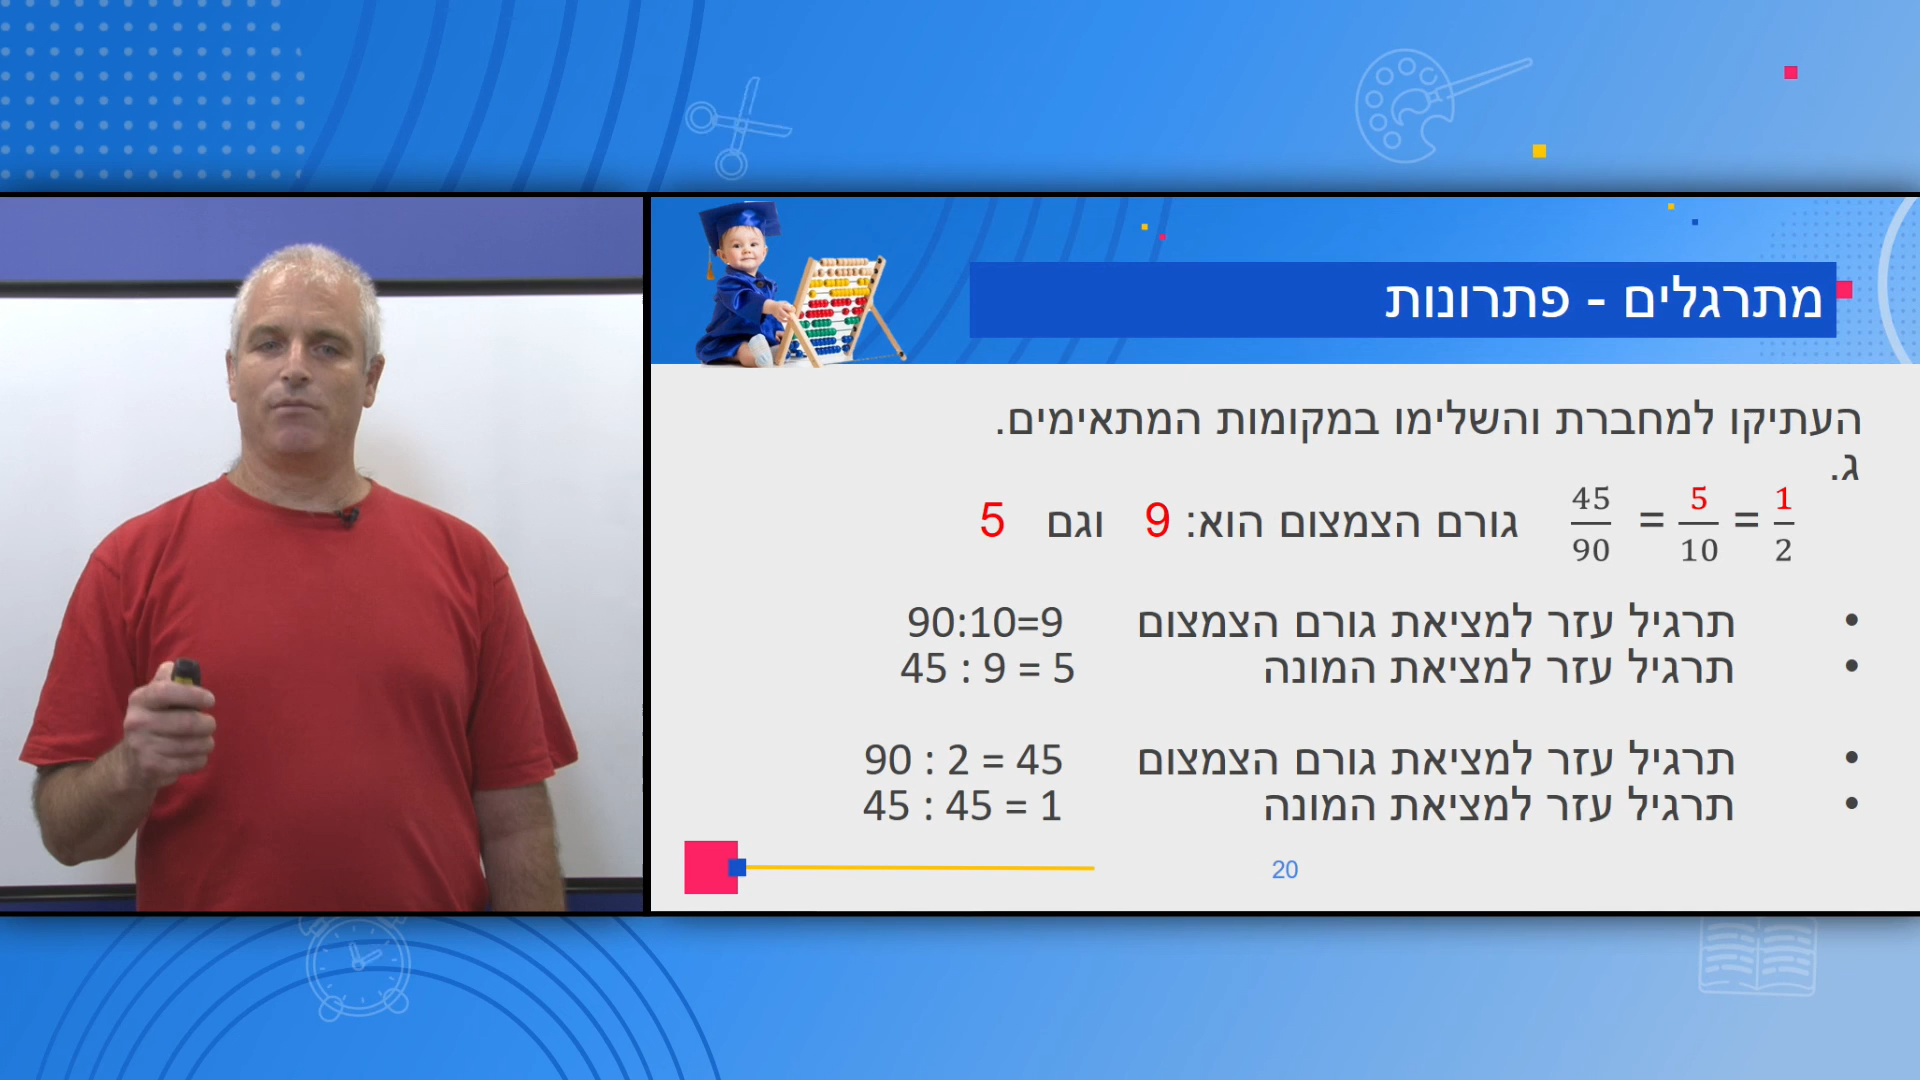 מתרגלים - פתרונות
העתיקו למחברת והשלימו במקומות המתאימים.
ג.
45/90 = 5/10 = 1/2 גורם הצמצום הוא: 9 וגם 5
• תרגיל עזר למציאת גורם הצמצום 90:10=9
• תרגיל עזר למציאת המונה 45 : 9 = 5
• תרגיל עזר למציאת גורם הצמצום 90 : 2 = 45
• תרגיל עזר למציאת המונה 45 : 45 = 1
20